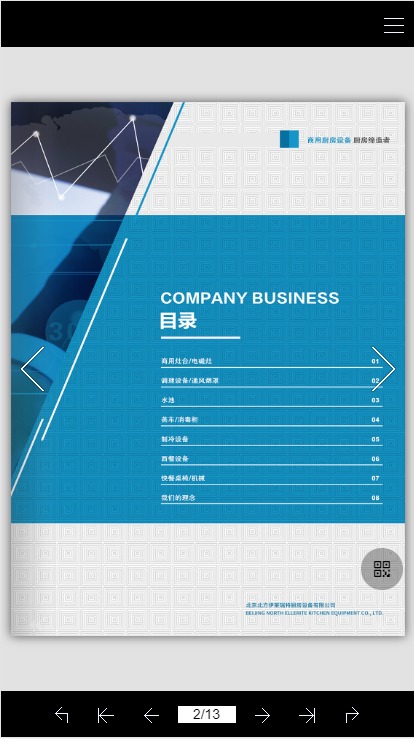 商用厨房设备 厨房缔造者
COMPANY BUSINESS
目录
商用灶台/电磁灶 01
调理设备/通风烟罩 02
水池 03
蒸车/消毒柜 04
制冷设备 05
西餐设备 06
快餐桌椅/机械 07
我们的理念 08
北京北方伊莱瑞特厨房设备有限公司
BEIJING NORTH ELLERITE KITCHEN EQUIPMENT CO., LTD.
2/13